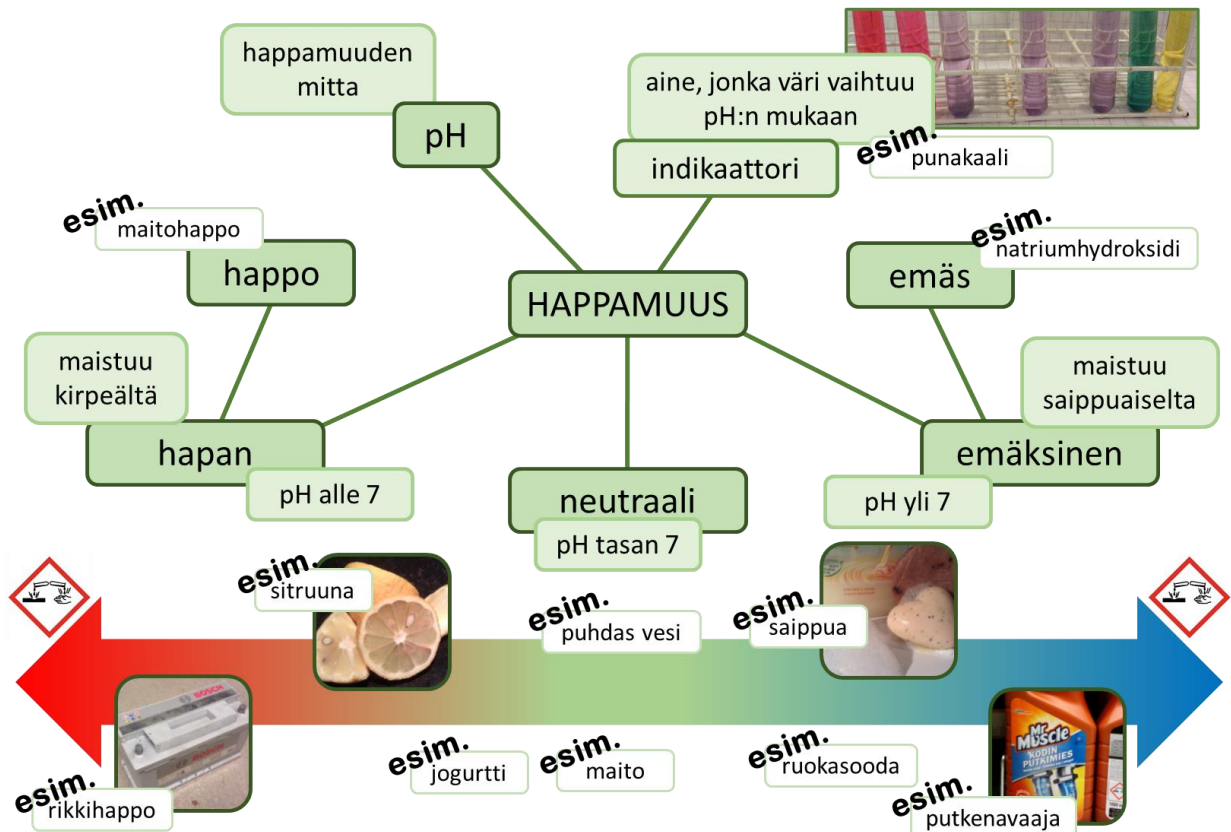 happamuuden
mitta
pH
aine, jonka väri vaihtuu
pH:n mukaan
indikaattori
esim.
punakaali
esim.
maitohappo
happo
HAPPAMUUS
esim.
natriumhydroksidi
emäs
maistuu
kirpeältä
hapan
pH alle 7
neutraali
pH tasan 7
maistuu
saippuaiselta
emäksinen
pH yli 7
esim.
sitruuna
esim.
puhdas vesi
esim.
saippua
BOSCH
BOSCH
esim.
rikkihappo
esim.
jogurtti
esim.
maito
esim.
ruokasooda
Mr
Muscle
KODIN
PUTKIMIES
esim.
putkenavaaja